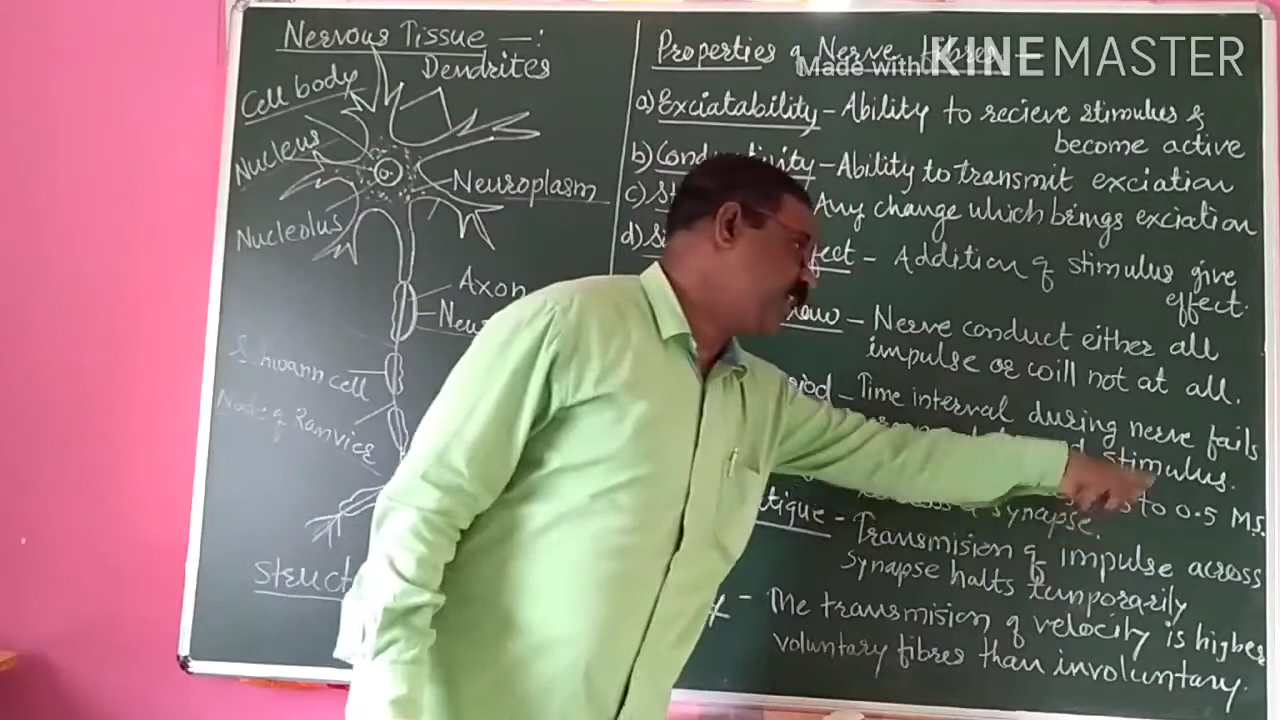 Nervous Tissue —:
Dendrites
Cell body
Nucleus
Neuroplasm
Nucleolus
Axon
Schwann cell
Node of Ranvier
Properties of Nerve fibres —
Made with KINEMASTER
a) Exciatability – Ability to recieve stimulus &
become active
b) – Ability to transmit exciation
c) Any change which brings exciation
d) – Addition of stimulus give
effect.
– Nerve conduct either all
impulse or will not at all.
– Time interval during nerve fails
stimulus.
to 0.5 MS.
synapse.
– Transmision of impulse across
synapse halts temporarily
– The transmision of velocity is higher
voluntary fibres than involuntary.